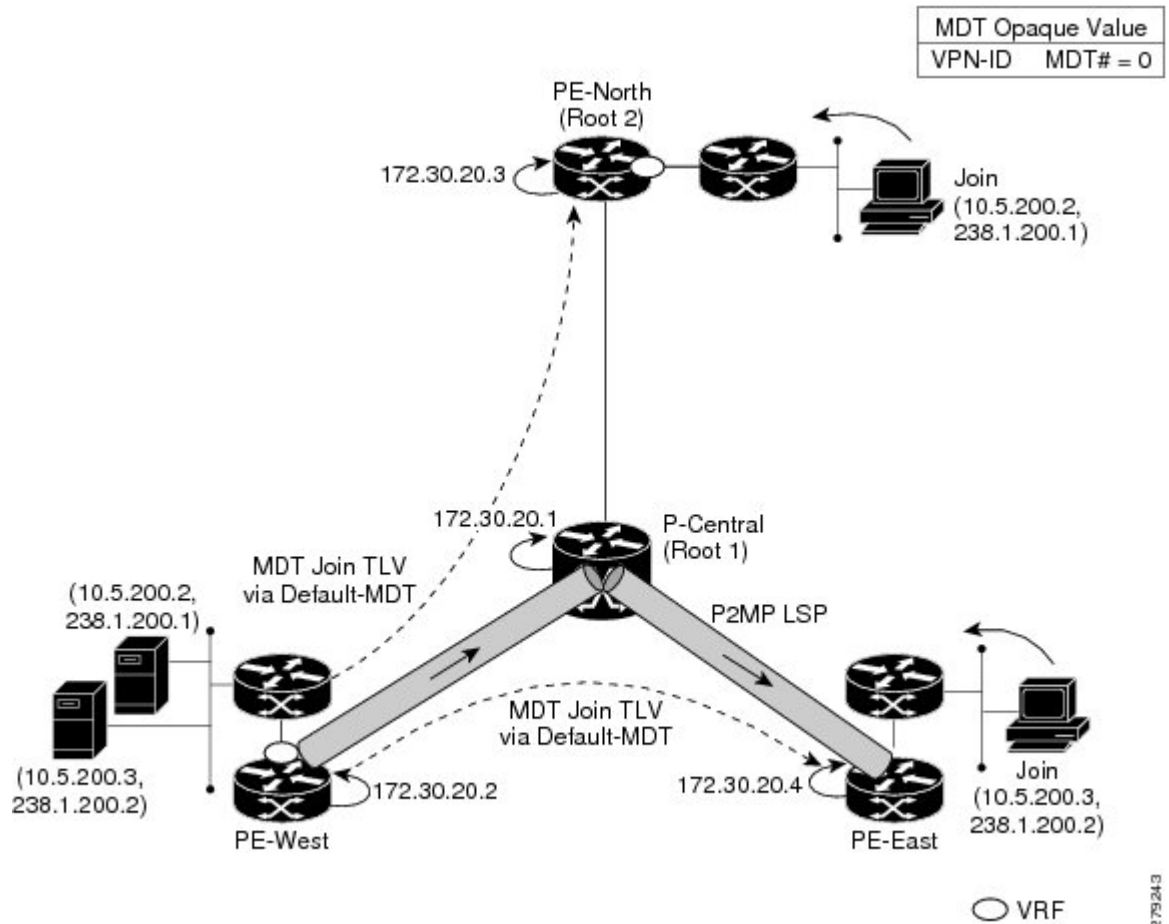 MDT Opaque Value
VPN-ID MDT# = 0
PE-North
(Root 2)
172.30.20.3
Join
(10.5.200.2,
238.1.200.1)
172.30.20.1
P-Central
(Root 1)
MDT Join TLV
via Default-MDT
(10.5.200.2,
238.1.200.1)
P2MP LSP
MDT Join TLV
via Default-MDT
(10.5.200.3,
238.1.200.2)
172.30.20.2
PE-West
172.30.20.4
PE-East
Join
(10.5.200.3,
238.1.200.2)
VRF
279243